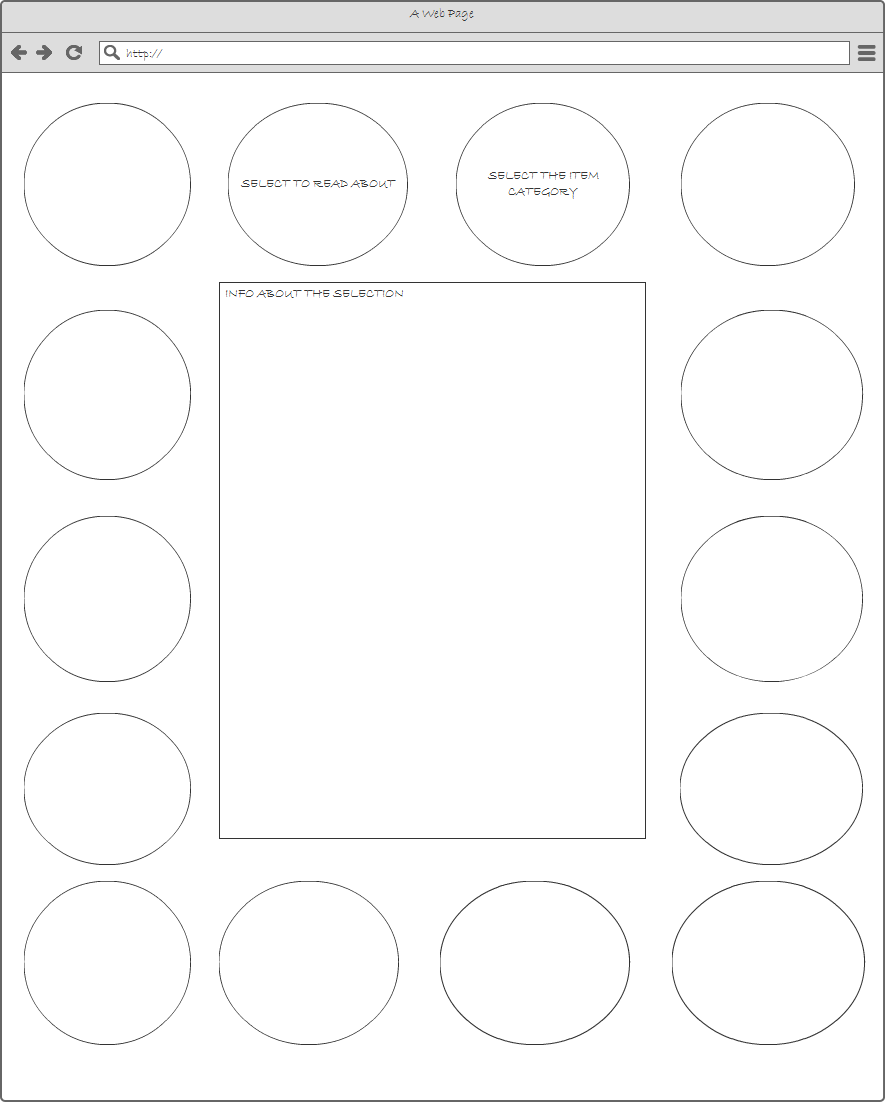 A Web Page
http://
SELECT TO READ ABOUT
SELECT THE ITEM
CATEGORY
INFO ABOUT THE SELECTION